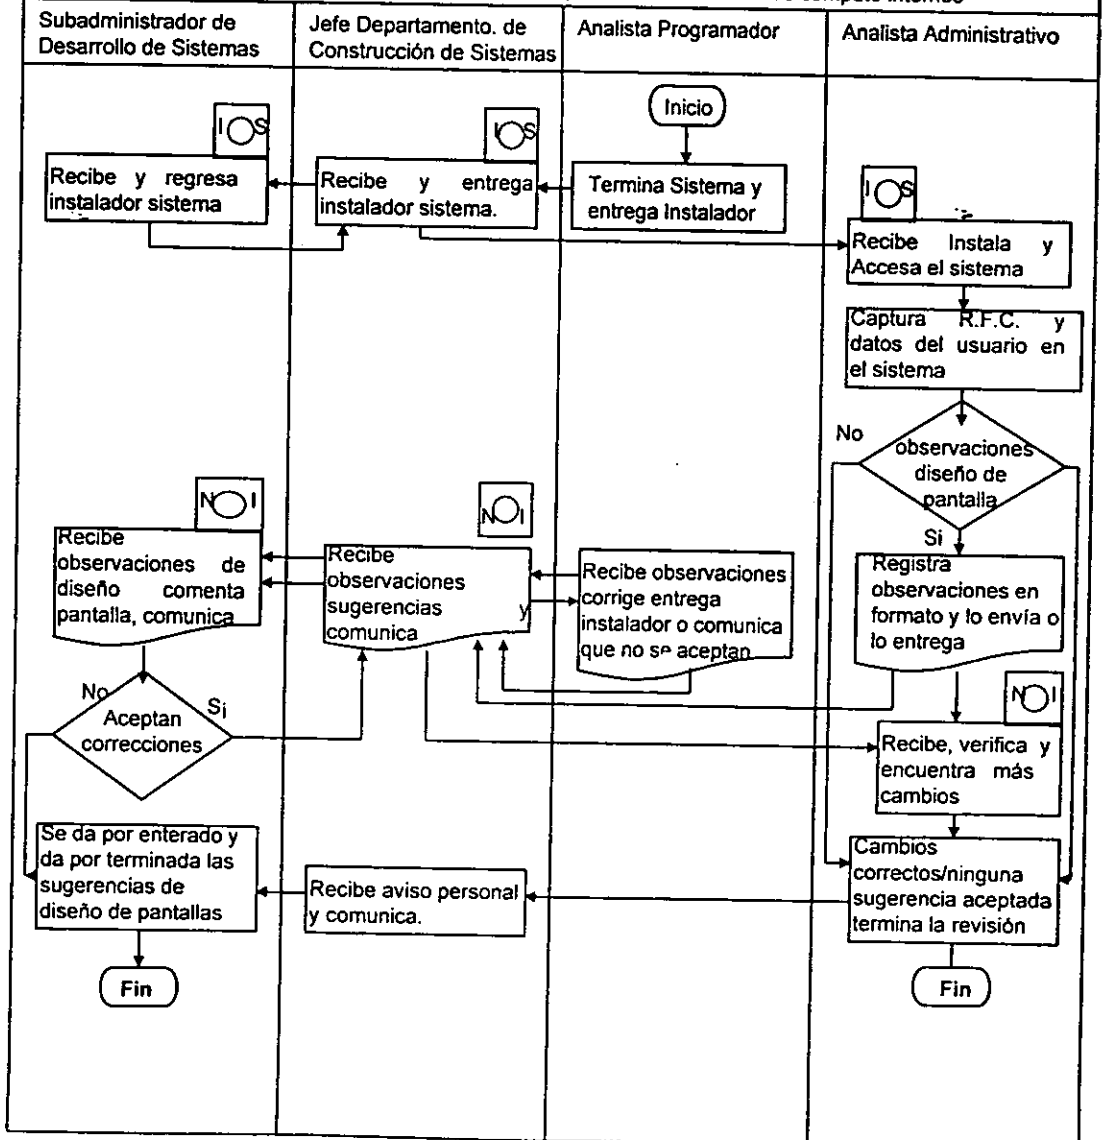 cómputo internos
Subadministrador de
Desarrollo de Sistemas
Jefe Departamento. de
Construcción de Sistemas
Analista Programador
Analista Administrativo
Inicio
I S
I S
Recibe y regresa
instalador sistema
Recibe y entrega
instalador sistema.
Termina Sistema y
entrega Instalador
I S
Recibe Instala y
Accesa el sistema
Captura R.F.C. y
datos del usuario en
el sistema
No
observaciones
diseño de
pantalla
Si
N I
N I
Recibe
observaciones de
diseño comenta
pantalla, comunica
Recibe
observaciones
sugerencias y
comunica
Recibe observaciones
corrige entrega
instalador o comunica
que no se aceptan
Registra
observaciones en
formato y lo envía o
lo entrega
N I
No
Si
Aceptan
correcciones
Recibe, verifica y
encuentra más
cambios
Se da por enterado y
da por terminada las
sugerencias de
diseño de pantallas
Recibe aviso personal
y comunica.
Cambios
correctos/ninguna
sugerencia aceptada
termina la revisión
Fin
Fin